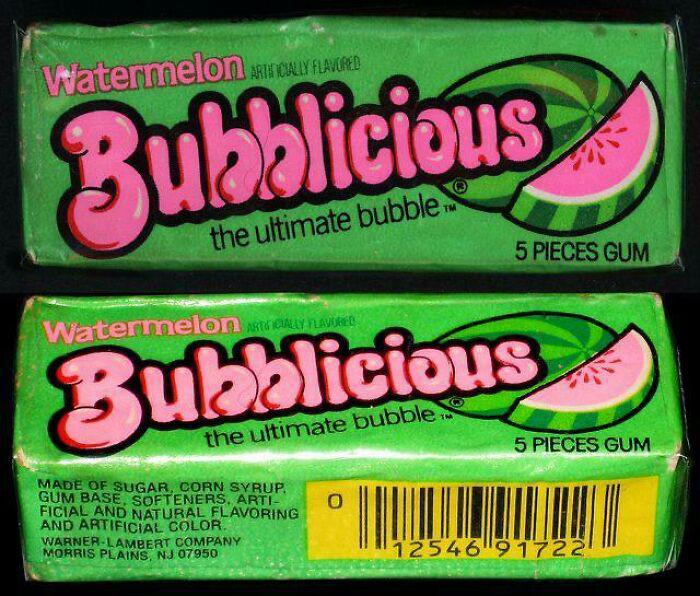 Watermelon ARTIFICIALLY FLAVORED
Bubblicious®
the ultimate bubble™
5 PIECES GUM
Watermelon ARTIFICIALLY FLAVORED
Bubblicious®
the ultimate bubble™
5 PIECES GUM
MADE OF SUGAR, CORN SYRUP,
GUM BASE, SOFTENERS, ARTI-
FICIAL AND NATURAL FLAVORING
AND ARTIFICIAL COLOR.
WARNER-LAMBERT COMPANY
MORRIS PLAINS, NJ 07950
0
12546 91722